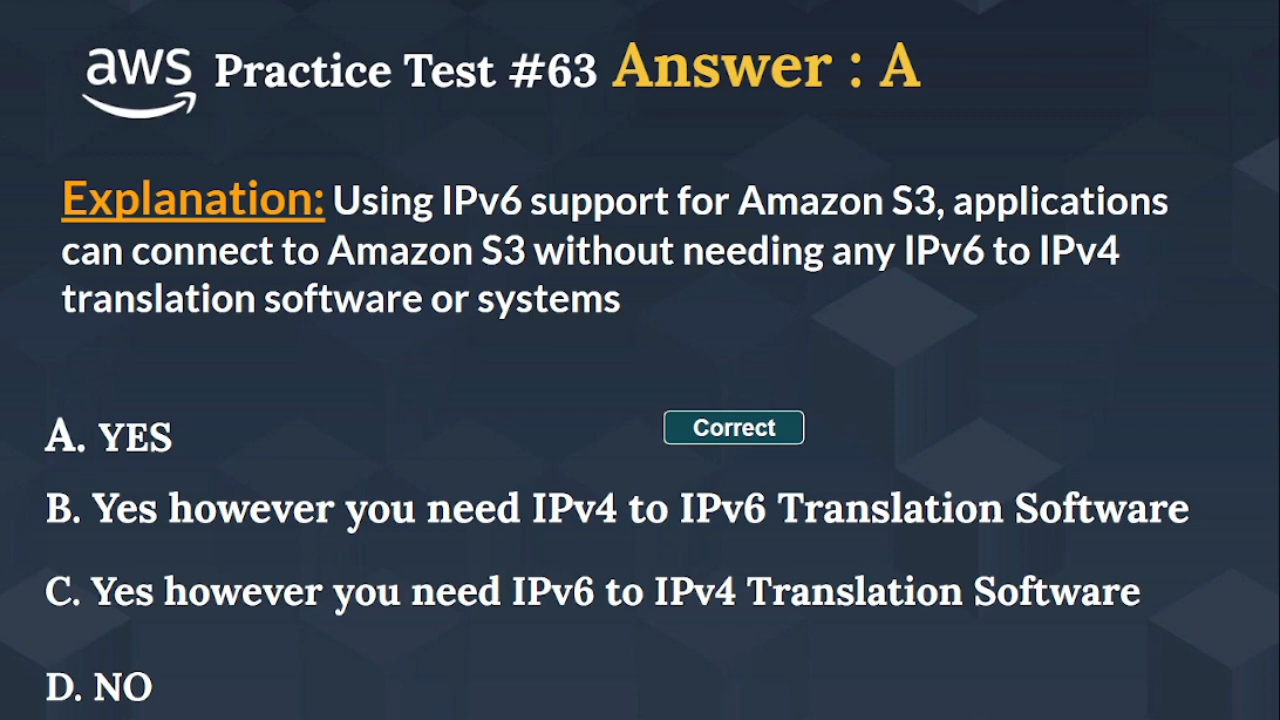 aws Practice Test #63 Answer : A
Explanation: Using IPv6 support for Amazon S3, applications
can connect to Amazon S3 without needing any IPv6 to IPv4
translation software or systems
A. YES
Correct
B. Yes however you need IPv4 to IPv6 Translation Software
C. Yes however you need IPv6 to IPv4 Translation Software
D. NO